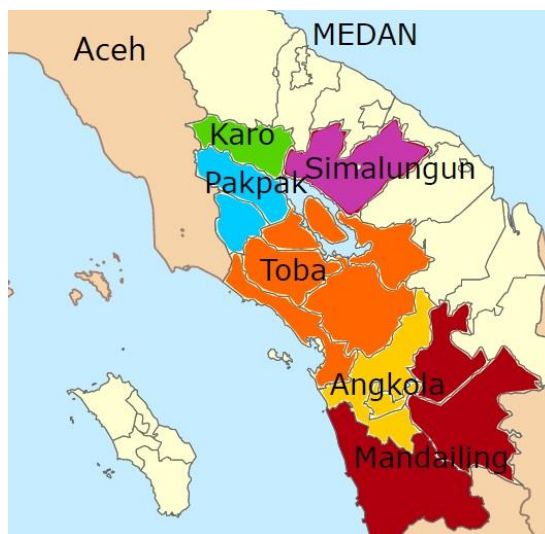 MEDAN
Aceh
Karo
Simalungun
Pakpak
Toba
Angkola
Mandailing